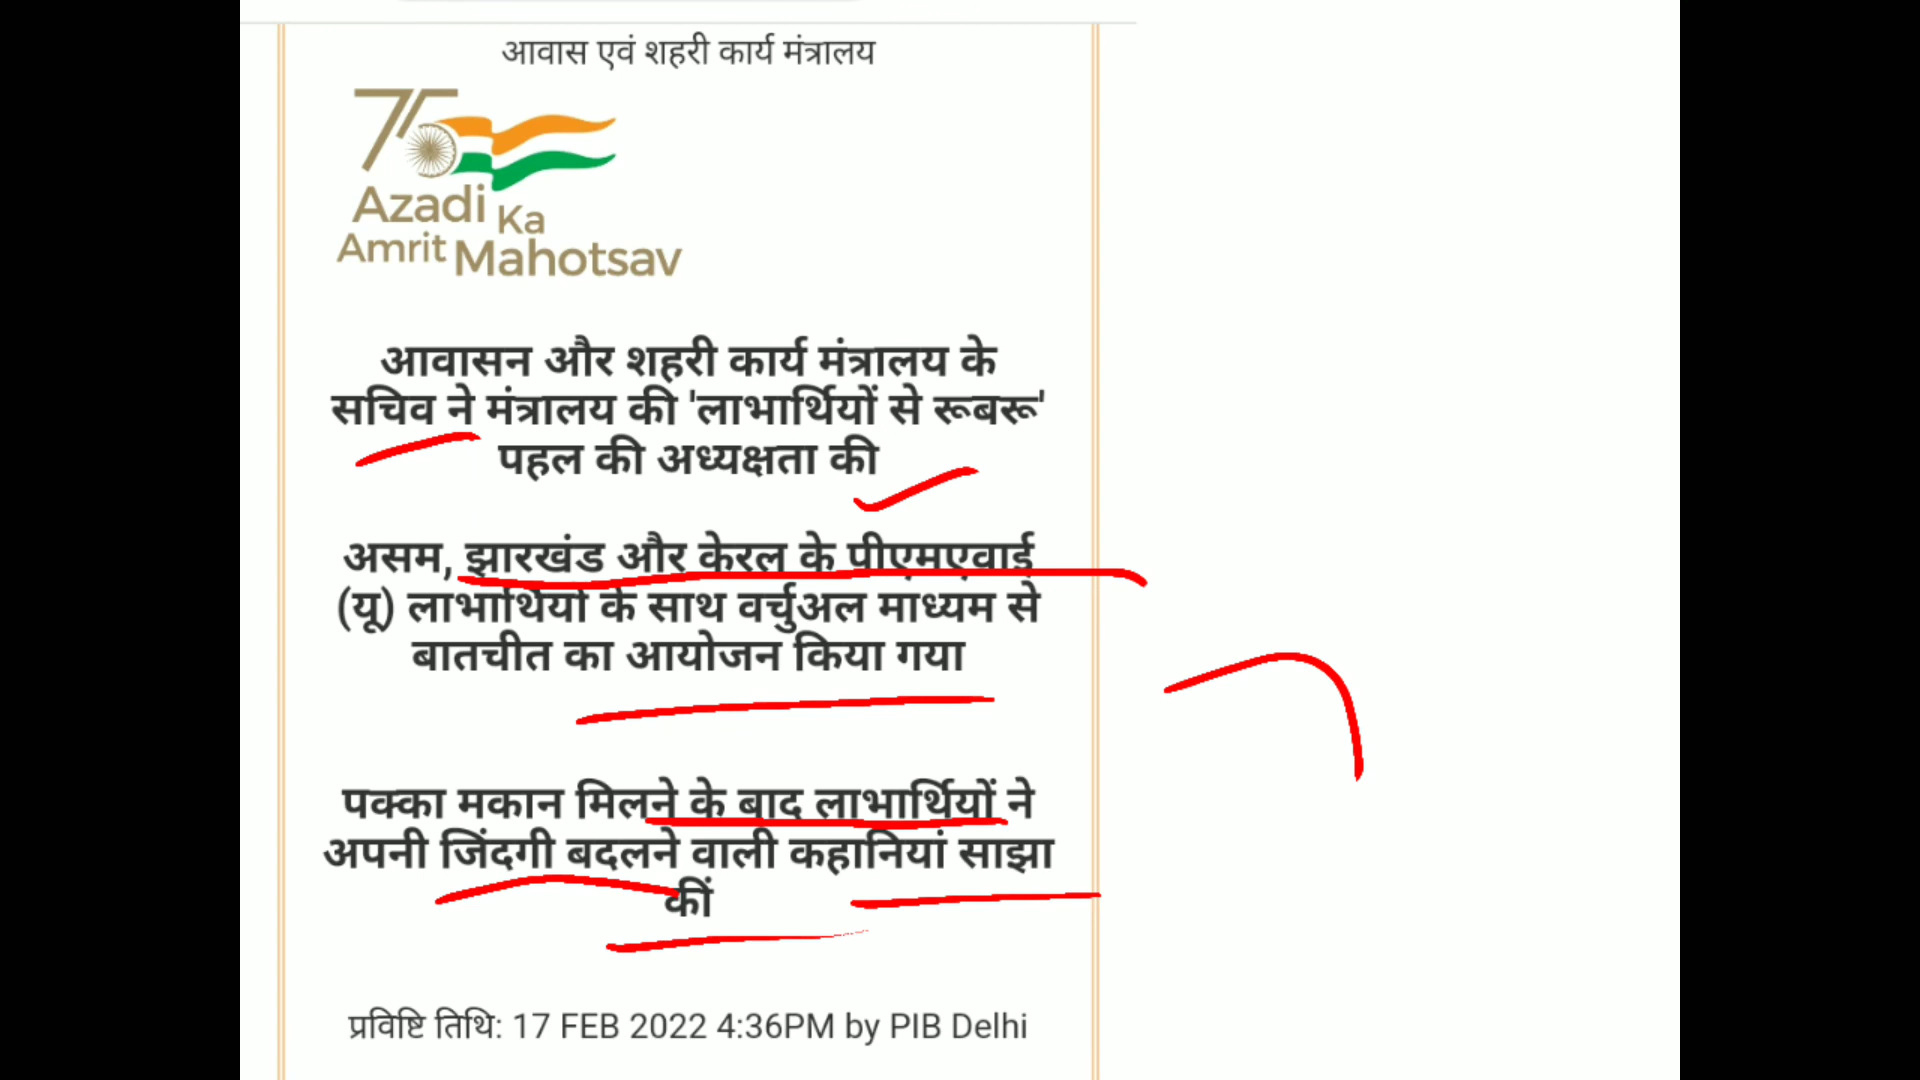 आवास एवं शहरी कार्य मंत्रालय
75
Azadi Ka
Amrit Mahotsav
आवासन और शहरी कार्य मंत्रालय के
सचिव ने मंत्रालय की 'लाभार्थियों से रूबरू'
पहल की अध्यक्षता की
असम, झारखंड और केरल के पीएमएवाई
(यू) लाभार्थियों के साथ वर्चुअल माध्यम से
बातचीत का आयोजन किया गया
पक्का मकान मिलने के बाद लाभार्थियों ने
अपनी जिंदगी बदलने वाली कहानियां साझा
कीं
प्रविष्टि तिथि: 17 FEB 2022 4:36PM by PIB Delhi